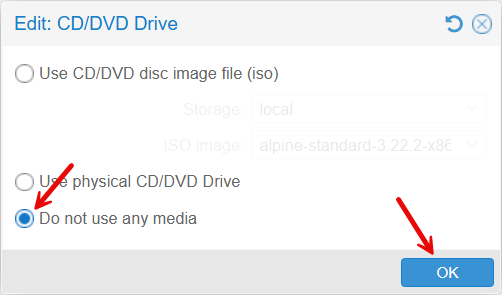 Edit: CD/DVD Drive
Use CD/DVD disc image file (iso)
Storage: local
ISO image: alpine-standard-3.22.2-x86
Use physical CD/DVD Drive
Do not use any media
OK